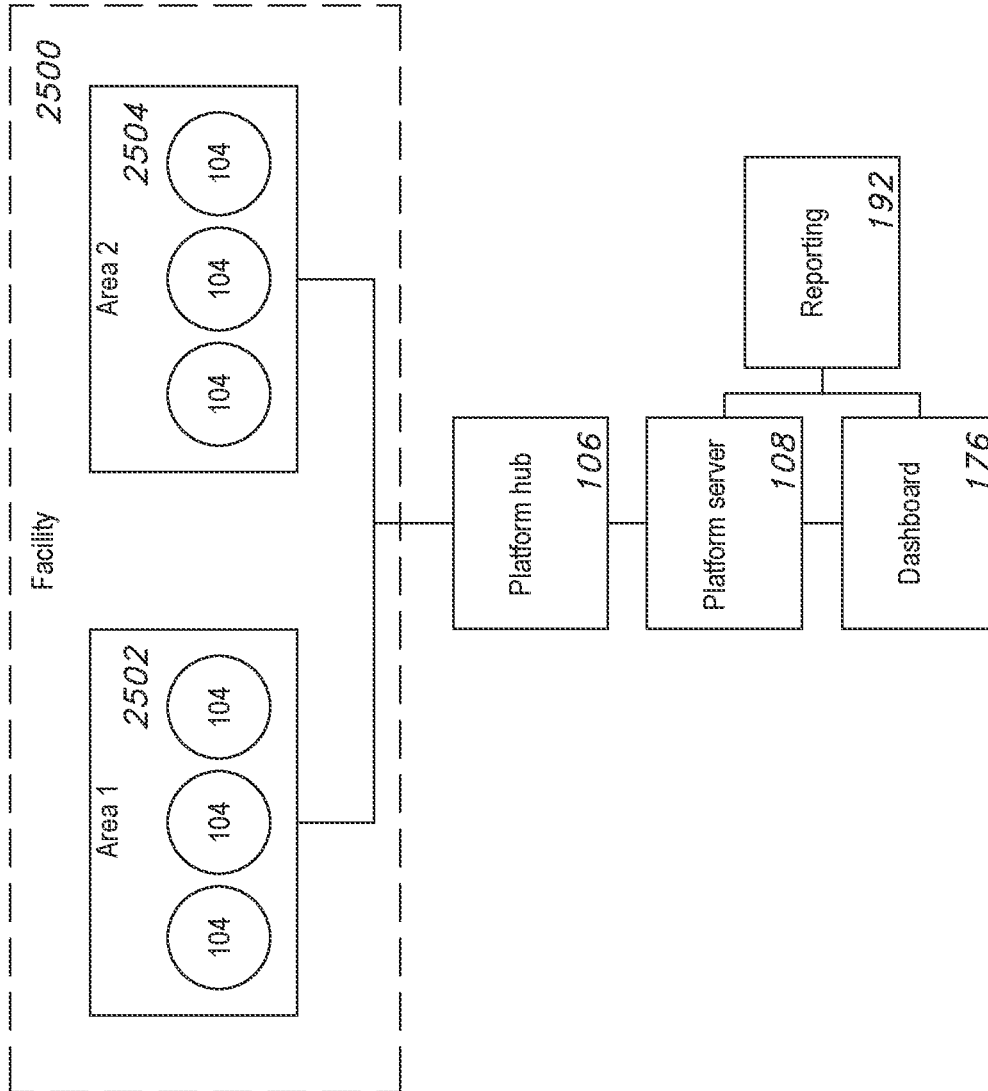 Facility
2500
Area 1
2502
104
104
104
Area 2
2504
104
104
104
Platform hub
106
Platform server
108
Dashboard
176
Reporting
192